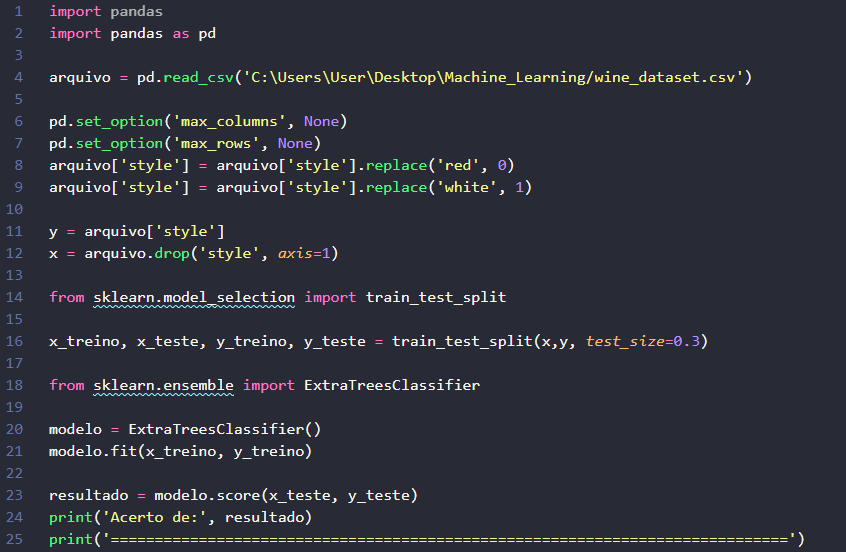 1 import pandas
2 import pandas as pd
3
4 arquivo = pd.read_csv('C:\Users\User\Desktop\Machine_Learning/wine_dataset.csv')
5
6 pd.set_option('max_columns', None)
7 pd.set_option('max_rows', None)
8 arquivo['style'] = arquivo['style'].replace('red', 0)
9 arquivo['style'] = arquivo['style'].replace('white', 1)
10
11 y = arquivo['style']
12 x = arquivo.drop('style', axis=1)
13
14 from sklearn.model_selection import train_test_split
15
16 x_treino, x_teste, y_treino, y_teste = train_test_split(x,y, test_size=0.3)
17
18 from sklearn.ensemble import ExtraTreesClassifier
19
20 modelo = ExtraTreesClassifier()
21 modelo.fit(x_treino, y_treino)
22
23 resultado = modelo.score(x_teste, y_teste)
24 print('Acerto de:', resultado)
25 print('=============================================================================')